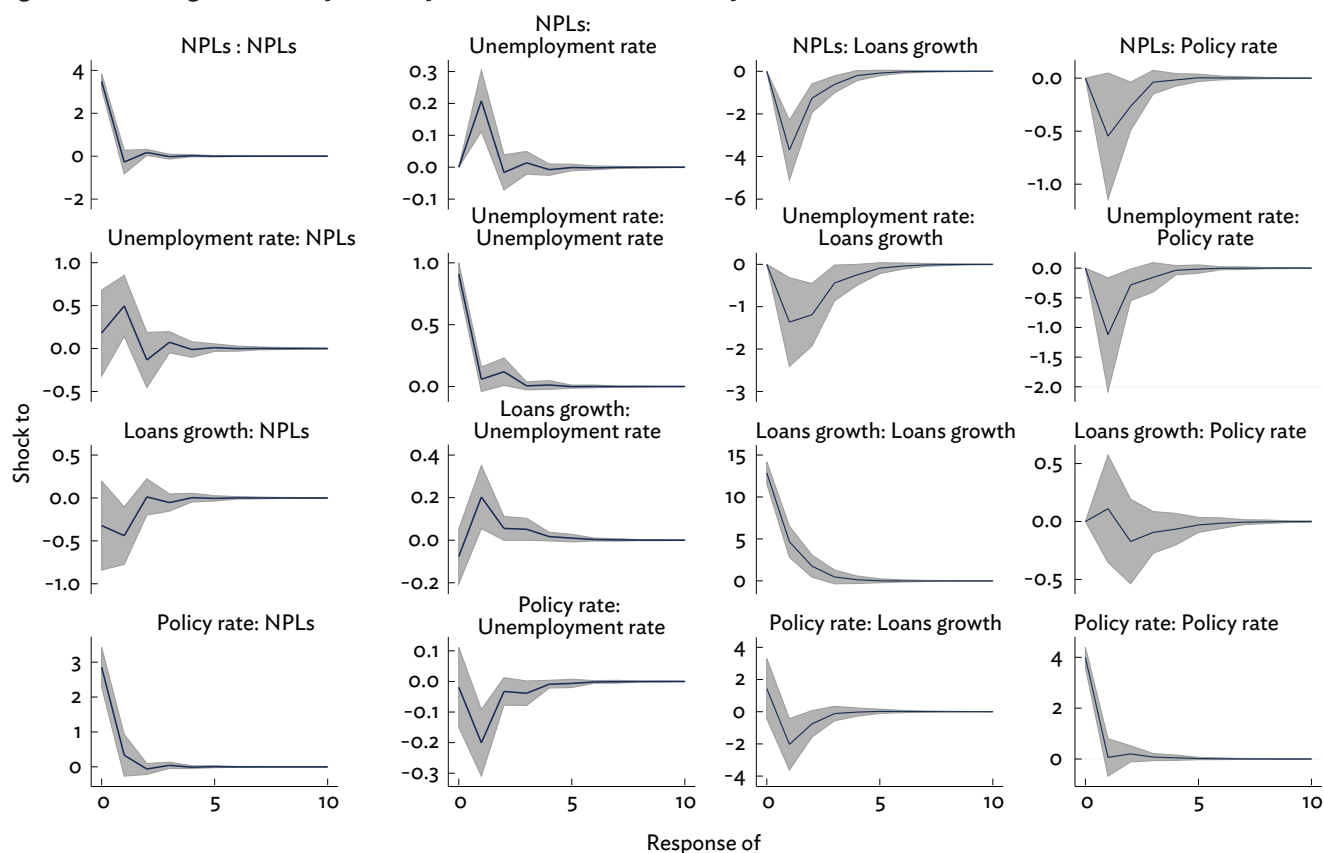 NPLs : NPLs
NPLs:
Unemployment rate
NPLs: Loans growth
NPLs: Policy rate
4
2
0
−2
0.3
0.2
0.1
0.0
−0.1
0
−2
−4
−6
0.0
−0.5
−1.0
Unemployment rate: NPLs
Unemployment rate:
Unemployment rate
Unemployment rate:
Loans growth
Unemployment rate:
Policy rate
1.0
0.5
0.0
−0.5
1.0
0.5
0.0
0
−1
−2
−3
0.0
−0.5
−1.0
−1.5
−2.0
Shock to
Loans growth: NPLs
Loans growth:
Unemployment rate
Loans growth: Loans growth
Loans growth: Policy rate
0.5
0.0
−0.5
−1.0
0.4
0.2
0.0
−0.2
15
10
5
0
0.5
0.0
−0.5
Policy rate: NPLs
Policy rate:
Unemployment rate
Policy rate: Loans growth
Policy rate: Policy rate
3
2
1
0
0.1
0.0
−0.1
−0.2
−0.3
4
2
0
−2
−4
4
2
0
0 5 10
0 5 10
0 5 10
0 5 10
Response of